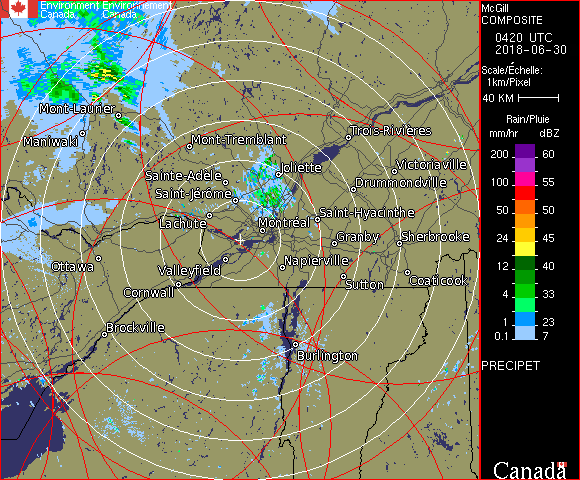 Environment Environnement
Canada Canada
Mont-Laurier
Maniwaki
Mont-Tremblant
Trois-Rivières
Sainte-Adèle
Joliette
Victoriaville
Saint-Jérôme
Drummondville
Lachute
Montréal
Saint-Hyacinthe
Granby
Sherbrooke
Ottawa
Valleyfield
Napierville
Cornwall
Sutton
Coaticook
Brockville
Burlington
McGill
COMPOSITE
0420 UTC
2018-06-30
Scale/Échelle:
1km/Pixel
40 KM
Rain/Pluie
mm/hr dBZ
200 60
100 55
50 50
24 45
12 40
4 33
1 23
0.1 7
PRECIPET
Canada